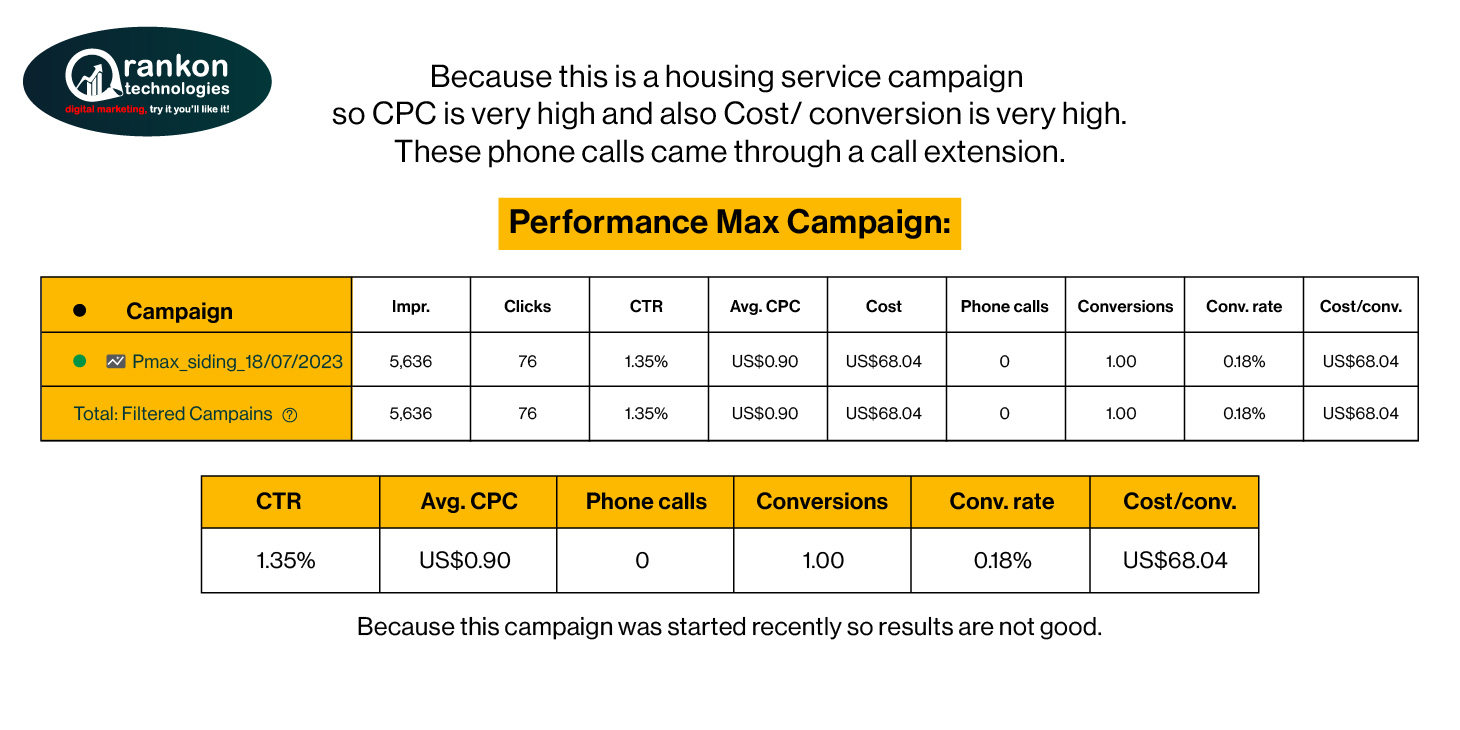 rankon
technologies
digital marketing, try it you'll like it!
Because this is a housing service campaign
so CPC is very high and also Cost/ conversion is very high.
These phone calls came through a call extension.
Performance Max Campaign:
Campaign Impr. Clicks CTR Avg. CPC Cost Phone calls Conversions Conv. rate Cost/conv.
Pmax_siding_18/07/2023 5,636 76 1.35% US$0.90 US$68.04 0 1.00 0.18% US$68.04
Total: Filtered Campains ? 5,636 76 1.35% US$0.90 US$68.04 0 1.00 0.18% US$68.04
CTR Avg. CPC Phone calls Conversions Conv. rate Cost/conv.
1.35% US$0.90 0 1.00 0.18% US$68.04
Because this campaign was started recently so results are not good.